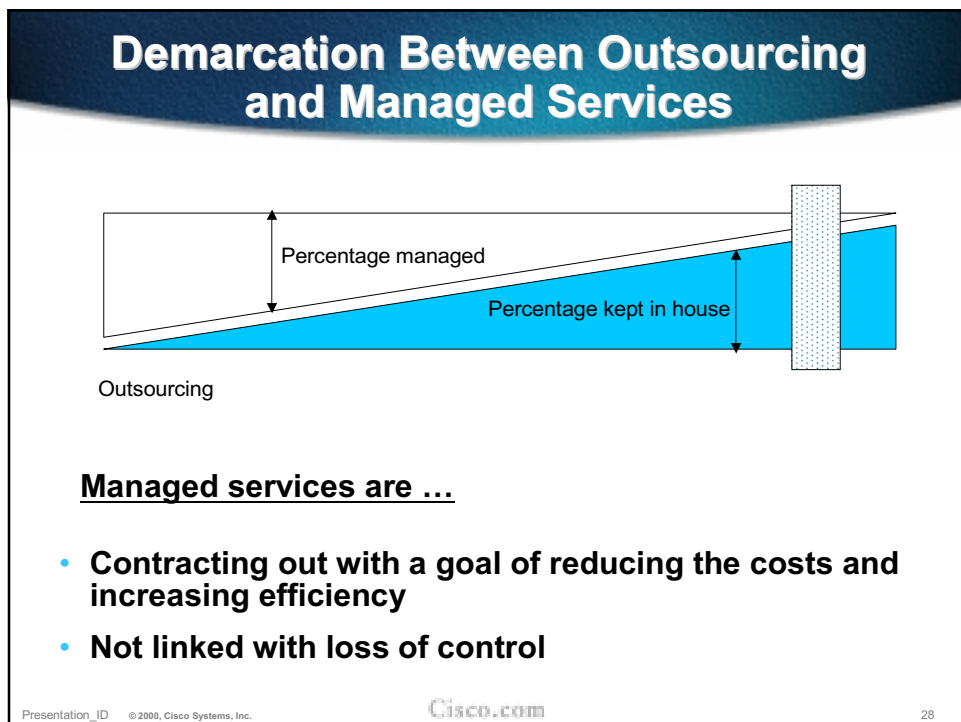 Demarcation Between Outsourcing
and Managed Services
Percentage managed
Percentage kept in house
Outsourcing
Managed services are …
• Contracting out with a goal of reducing the costs and
increasing efficiency
• Not linked with loss of control
Presentation_ID © 2000, Cisco Systems, Inc. Cisco.com 28